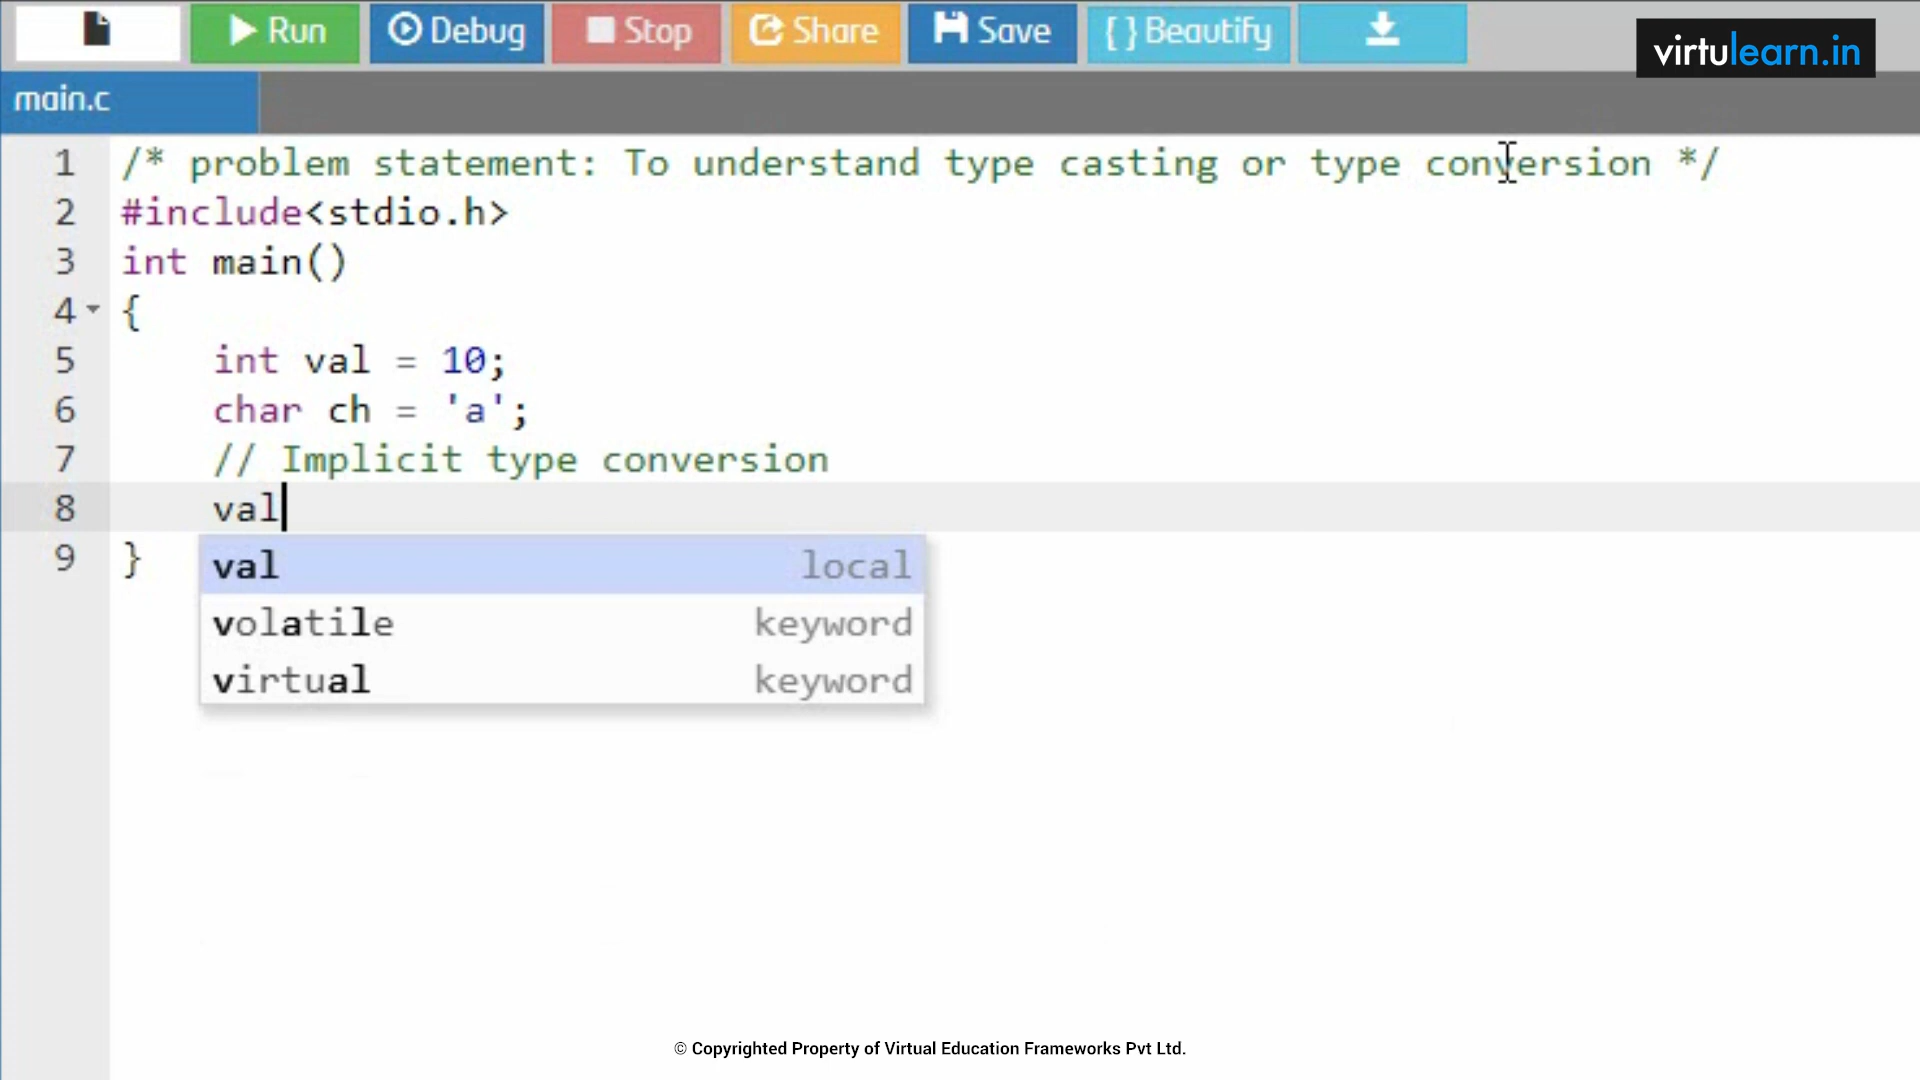 Run Debug Stop Share Save { } Beautify
virtulearn.in
main.c
1 /* problem statement: To understand type casting or type conversion */
2 #include<stdio.h>
3 int main()
4 {
5 int val = 10;
6 char ch = 'a';
7 // Implicit type conversion
8 val
9 }
val local
volatile keyword
virtual keyword
© Copyrighted Property of Virtual Education Frameworks Pvt Ltd.